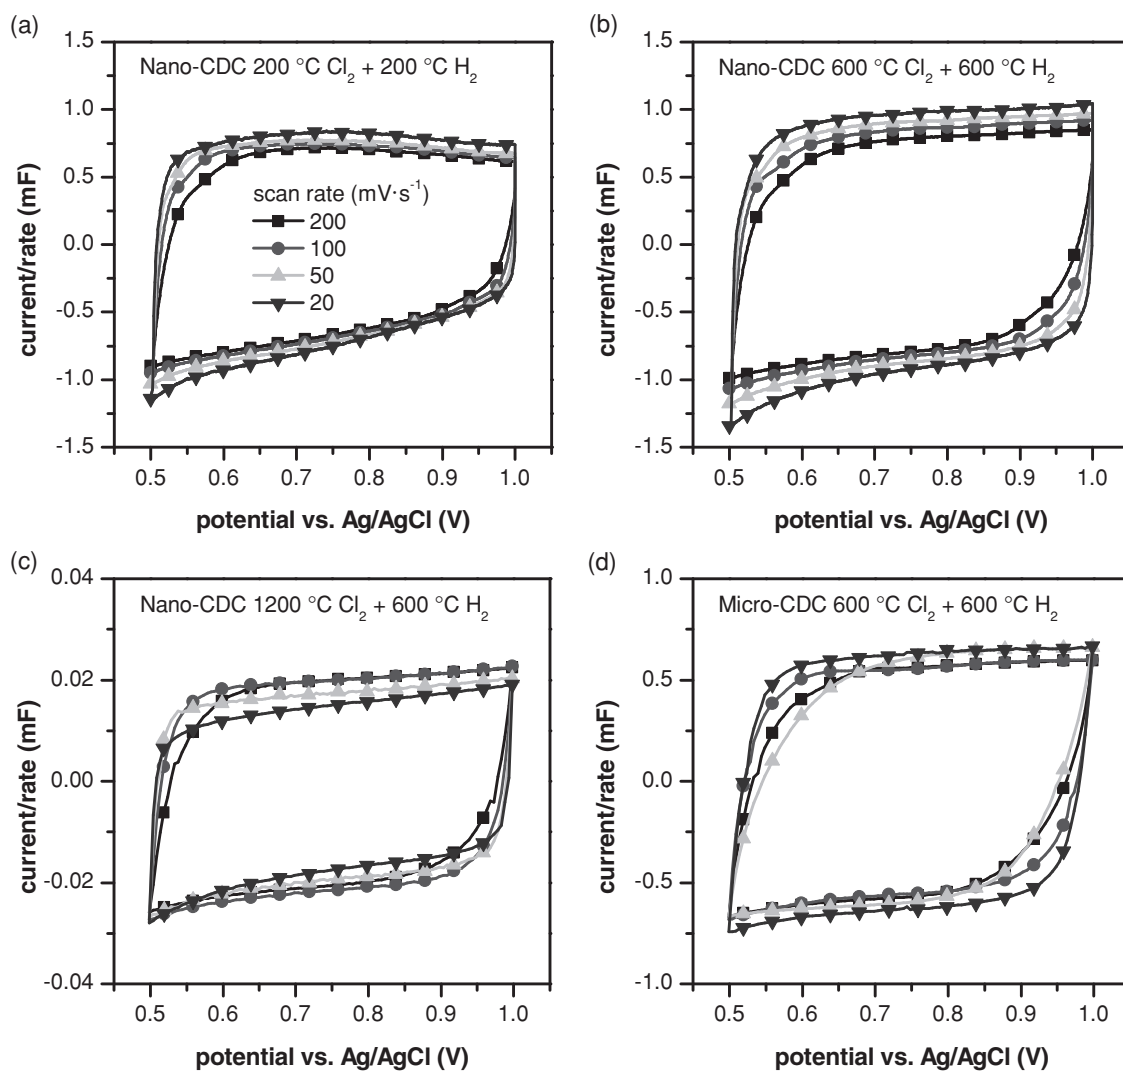 (a)
Nano-CDC 200 °C Cl₂ + 200 °C H₂
1.5
1.0
0.5
0.0
-0.5
-1.0
-1.5
current/rate (mF)
scan rate (mV·s⁻¹)
200
100
50
20
0.5 0.6 0.7 0.8 0.9 1.0
potential vs. Ag/AgCl (V)
(b)
Nano-CDC 600 °C Cl₂ + 600 °C H₂
1.5
1.0
0.5
0.0
-0.5
-1.0
-1.5
current/rate (mF)
0.5 0.6 0.7 0.8 0.9 1.0
potential vs. Ag/AgCl (V)
(c)
Nano-CDC 1200 °C Cl₂ + 600 °C H₂
0.04
0.02
0.00
-0.02
-0.04
current/rate (mF)
0.5 0.6 0.7 0.8 0.9 1.0
potential vs. Ag/AgCl (V)
(d)
Micro-CDC 600 °C Cl₂ + 600 °C H₂
1.0
0.5
0.0
-0.5
-1.0
current/rate (mF)
0.5 0.6 0.7 0.8 0.9 1.0
potential vs. Ag/AgCl (V)